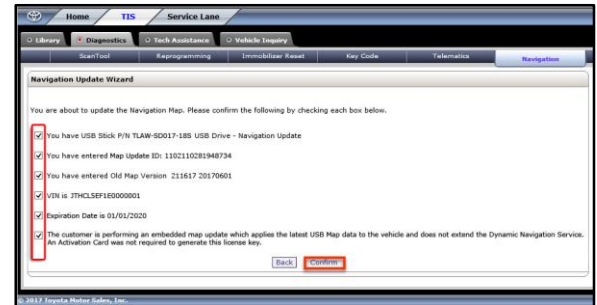 Home TIS Service Lane
Library Diagnostics Tech Assistance Vehicle Inquiry
ScanTool Reprogramming Immobilizer Reset Key Code Telematics Navigation
Navigation Update Wizard
You are about to update the Navigation Map. Please confirm the following by checking each box below.
You have USB Stick P/N TLAW-SD017-18S USB Drive - Navigation Update
You have entered Map Update ID: 1102110281948734
You have entered Old Map Version 211617 20170601
VIN is JTHCL5EF1E0000001
Expiration Date is 01/01/2020
The customer is performing an embedded map update which applies the latest USB Map data to the vehicle and does not extend the Dynamic Navigation Service.
An Activation Card was not required to generate this license key.
Back Confirm
© 2017 Toyota Motor Sales, Inc.